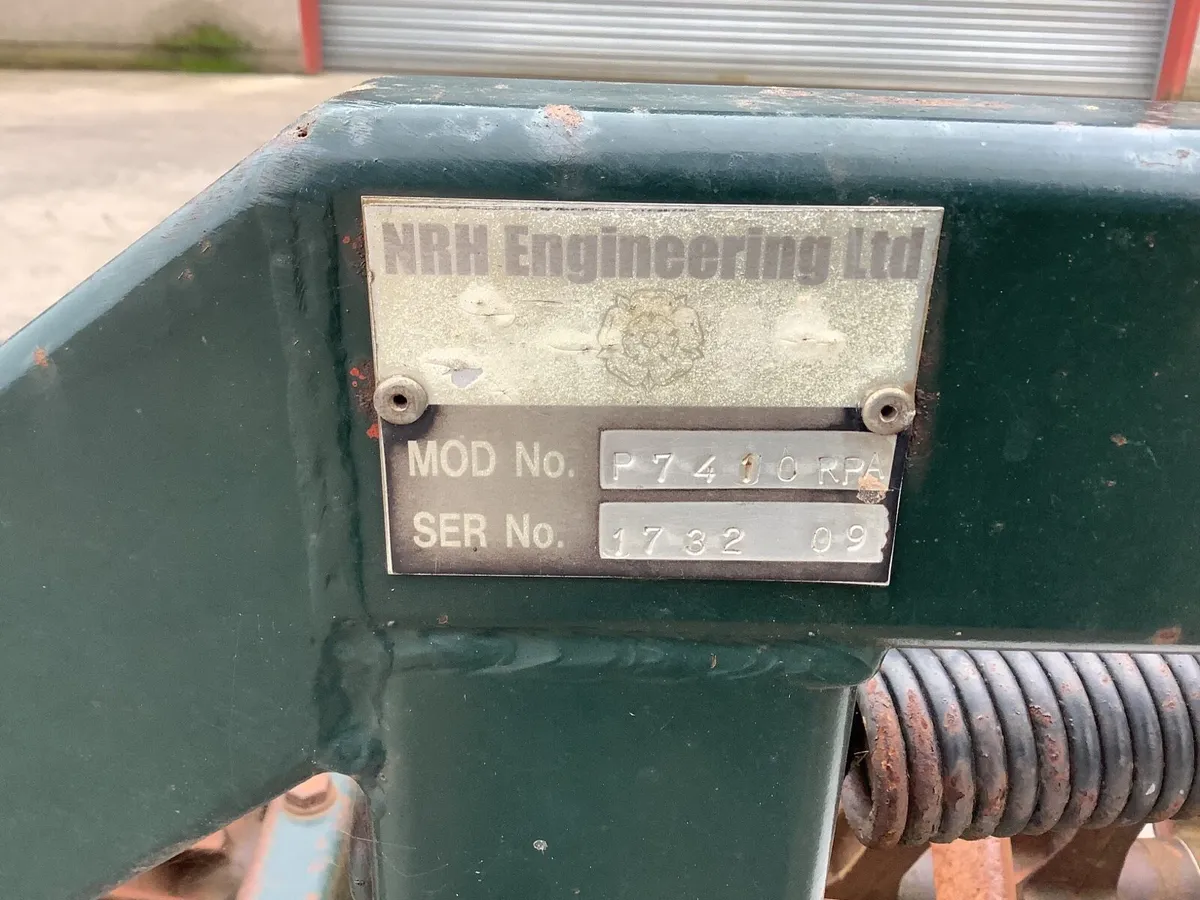 NRH Engineering Ltd
MOD No. P7410RPA
SER No. 1732 09